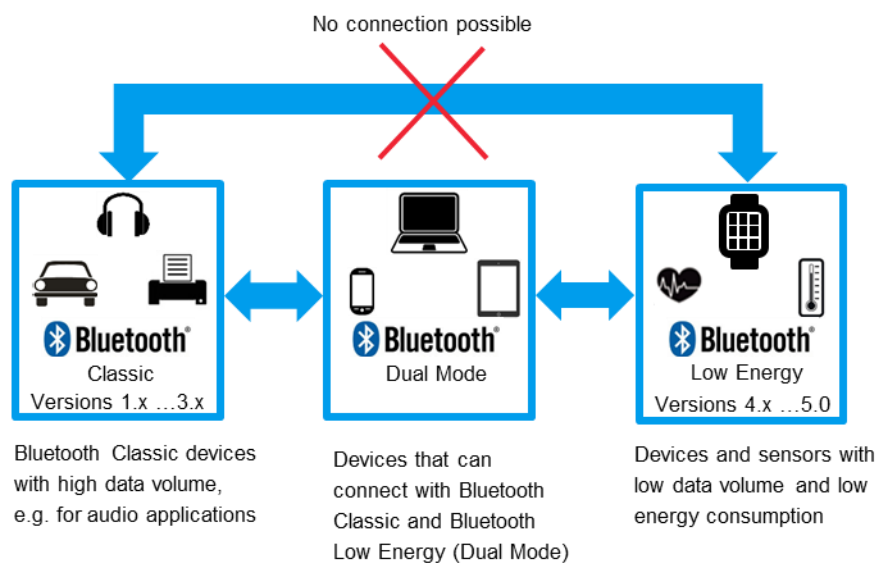 No connection possible
Bluetooth®
Classic
Versions 1.x ...3.x
Bluetooth®
Dual Mode
Bluetooth®
Low Energy
Versions 4.x ...5.0
Bluetooth Classic devices
with high data volume,
e.g. for audio applications
Devices that can
connect with Bluetooth
Classic and Bluetooth
Low Energy (Dual Mode)
Devices and sensors with
low data volume and low
energy consumption